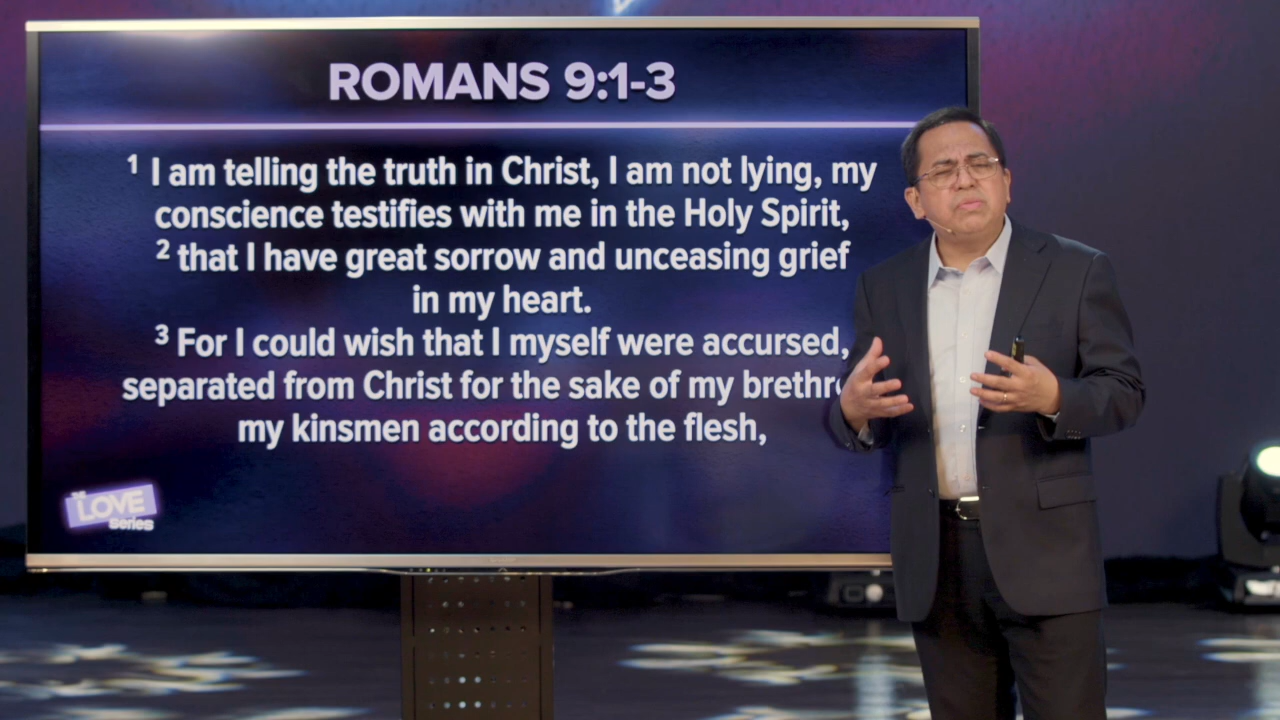 ROMANS 9:1-3
1 I am telling the truth in Christ, I am not lying, my
conscience testifies with me in the Holy Spirit,
2 that I have great sorrow and unceasing grief
in my heart.
3 For I could wish that I myself were accursed,
separated from Christ for the sake of my
my kinsmen according to the flesh,
THE
LOVE
series